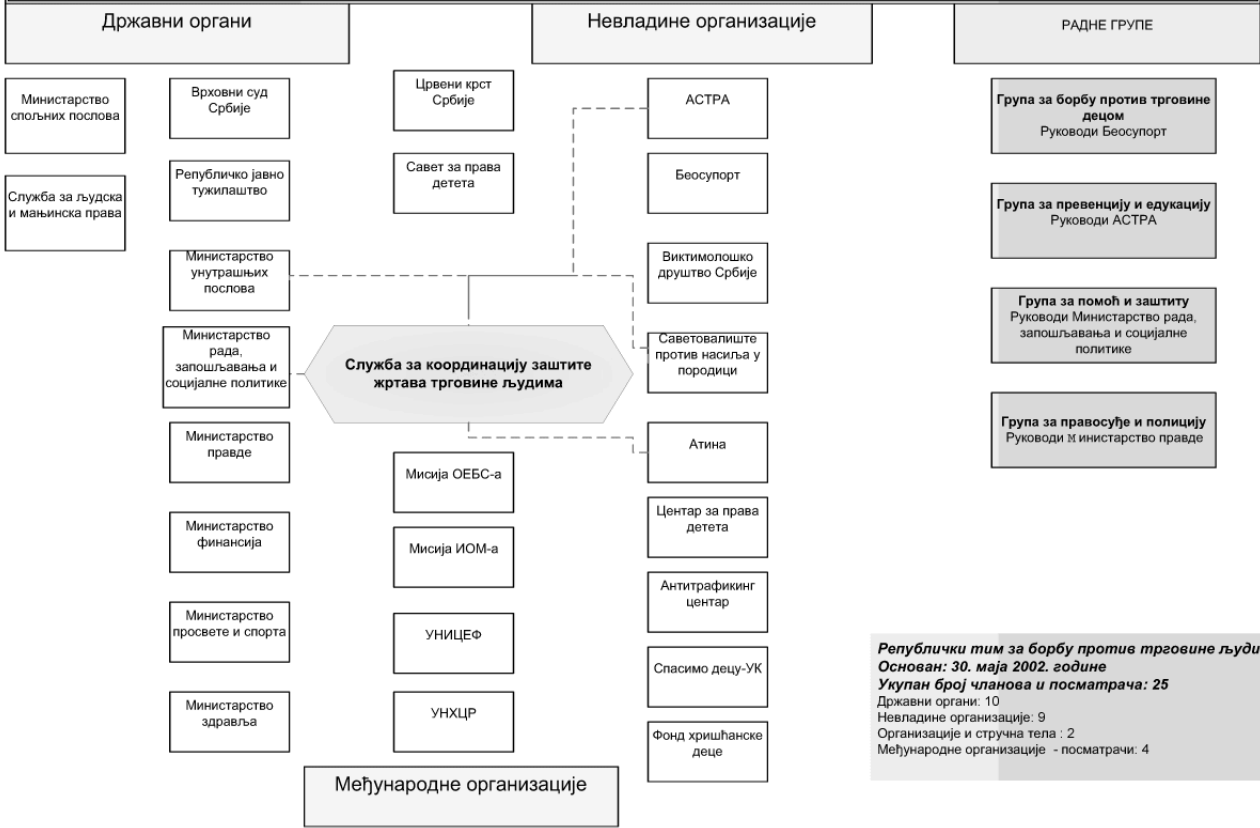 Државни органи
Невладине организације
РАДНЕ ГРУПЕ
Министарство
спољних послова
Служба за људска
и мањинска права
Врховни суд
Србије
Републичко јавно
тужилаштво
Министарство
унутрашњих
послова
Министарство
рада,
запошљавања и
социјалне политике
Министарство
правде
Министарство
финансија
Министарство
просвете и спорта
Министарство
здравља
Црвени крст
Србије
Савет за права
детета
Служба за координацију заштите
жртава трговине људима
Мисија ОЕБС-а
Мисија ИОМ-а
УНИЦЕФ
УНХЦР
Међународне организације
АСТРА
Беосупорт
Виктимолошко
друштво Србије
Саветовалиште
против насиља у
породици
Атина
Центар за права
детета
Антитрафикинг
центар
Спасимо децу-УК
Фонд хришћанске
деце
Група за борбу против трговине
децом
Руководи Беосупорт
Група за превенцију и едукацију
Руководи АСТРА
Група за помоћ и заштиту
Руководи Министарство рада,
запошљавања и социјалне
политике
Група за правосуђе и полицију
Руководи Министарство правде
Републички тим за борбу против трговине људи
Основан: 30. маја 2002. године
Укупан број чланова и посматрача: 25
Државни органи: 10
Невладине организације: 9
Организације и стручна тела : 2
Међународне организације - посматрачи: 4